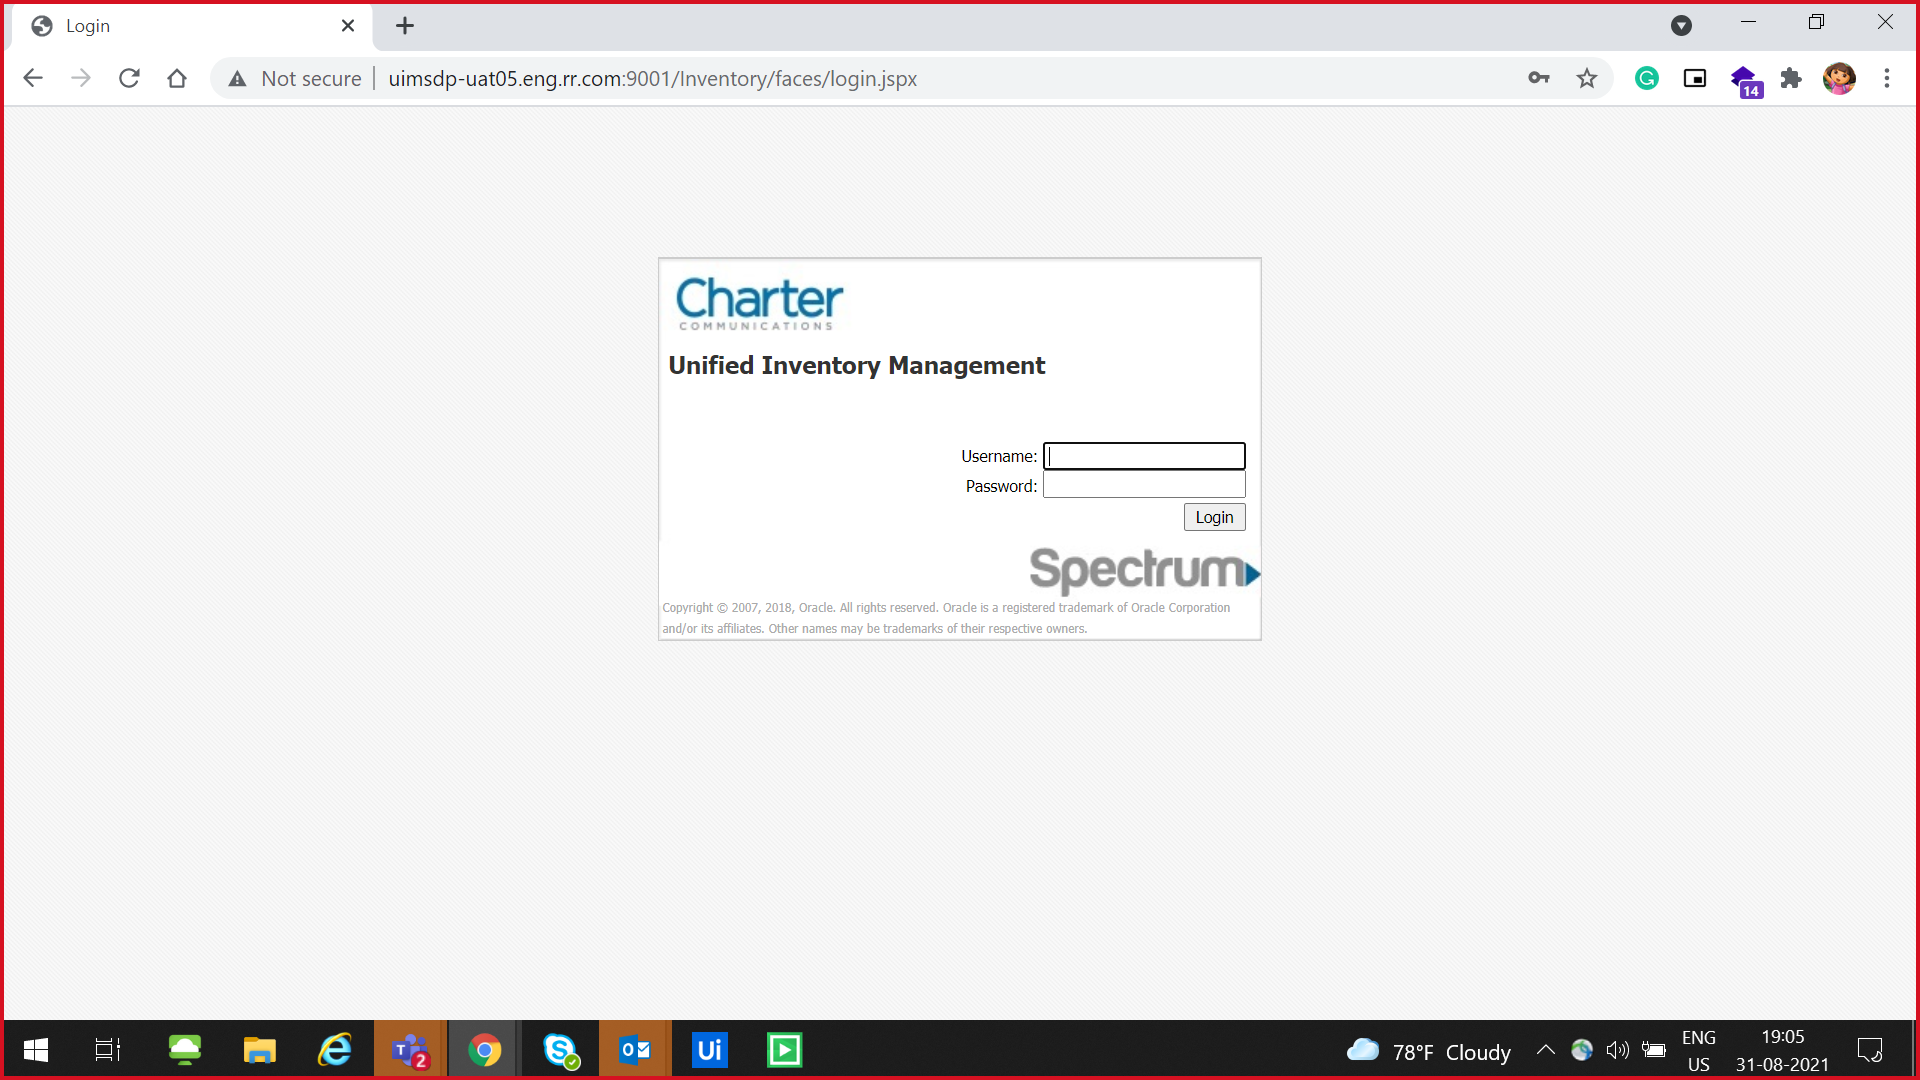 Login
Not secure
uimsdp-uat05.eng.rr.com:9001/Inventory/faces/login.jspx
14
Charter
COMMUNICATIONS
Unified Inventory Management
Username:
Password:
Login
Spectrum
Copyright © 2007, 2018, Oracle. All rights reserved. Oracle is a registered trademark of Oracle Corporation
and/or its affiliates. Other names may be trademarks of their respective owners.
T
2
S
O
Ui
78°F Cloudy
ENG
US
19:05
31-08-2021